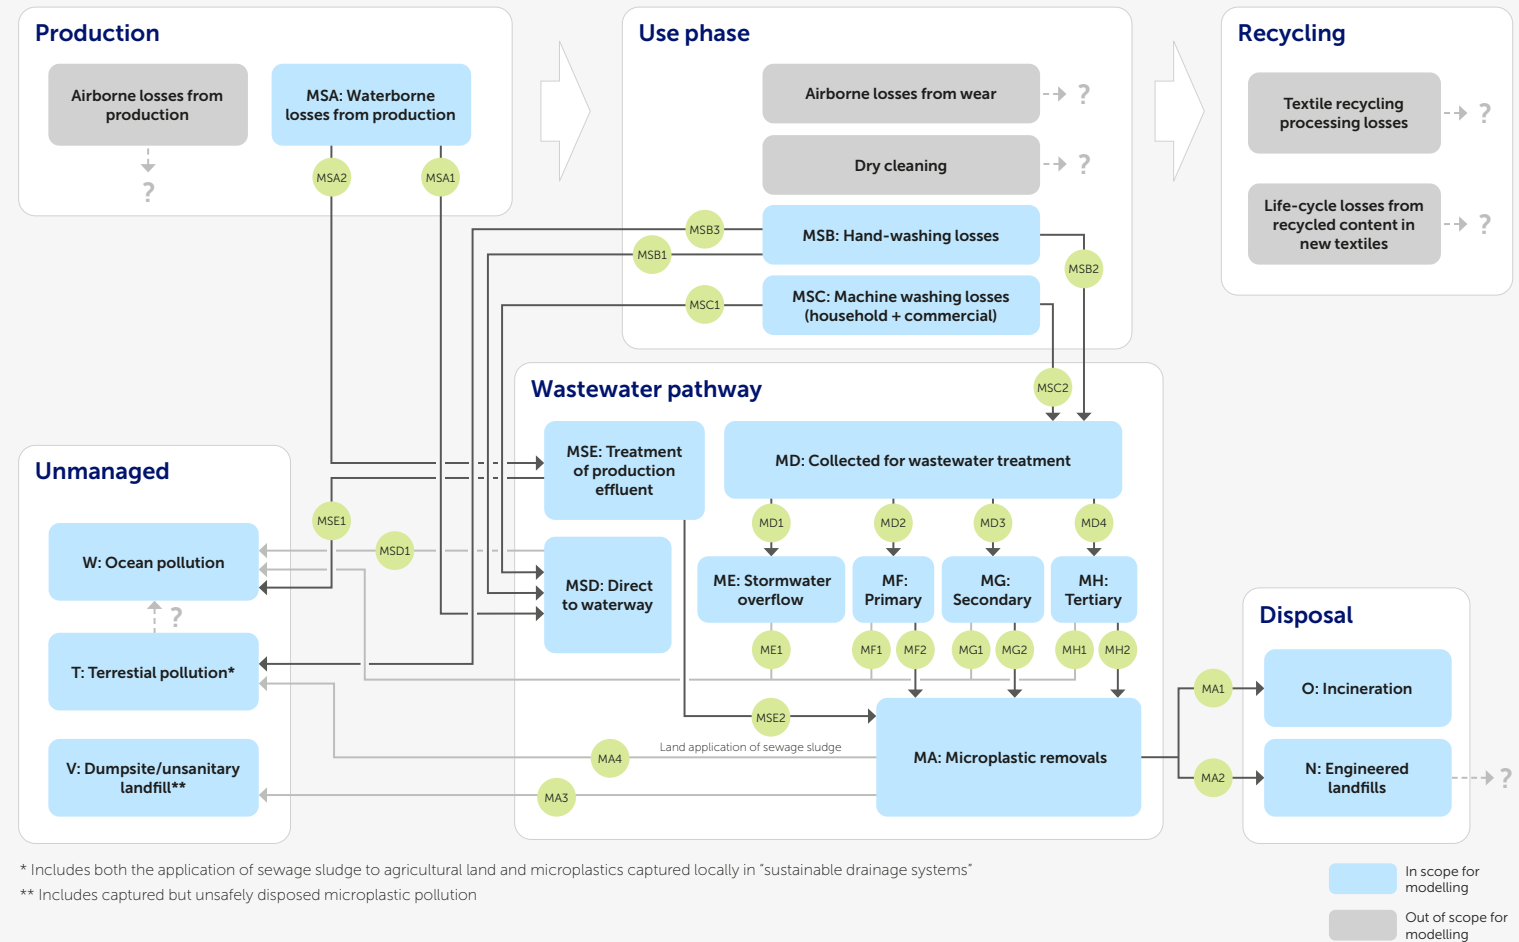 Production
Airborne losses from
production
?
MSA: Waterborne
losses from production
MSA2
MSA1
Use phase
Airborne losses from wear
?
Dry cleaning
?
MSB: Hand-washing losses
MSB3
MSB1
MSB2
MSC: Machine washing losses
(household + commercial)
MSC1
MSC2
Recycling
Textile recycling
processing losses
?
Life-cycle losses from
recycled content in
new textiles
?
Wastewater pathway
MSE: Treatment
of production
effluent
MD: Collected for wastewater treatment
MD1
MD2
MD3
MD4
MSD: Direct
to waterway
ME: Stormwater
overflow
MF:
Primary
MG:
Secondary
MH:
Tertiary
ME1
MF1
MF2
MG1
MG2
MH1
MH2
MSE2
Land application of sewage sludge
MA: Microplastic removals
MA4
MA3
Unmanaged
MSE1
MSD1
W: Ocean pollution
?
T: Terrestial pollution*
V: Dumpsite/unsanitary
landfill**
Disposal
MA1
O: Incineration
MA2
N: Engineered
landfills
?
* Includes both the application of sewage sludge to agricultural land and microplastics captured locally in “sustainable drainage systems”
** Includes captured but unsafely disposed microplastic pollution
In scope for
modelling
Out of scope for
modelling